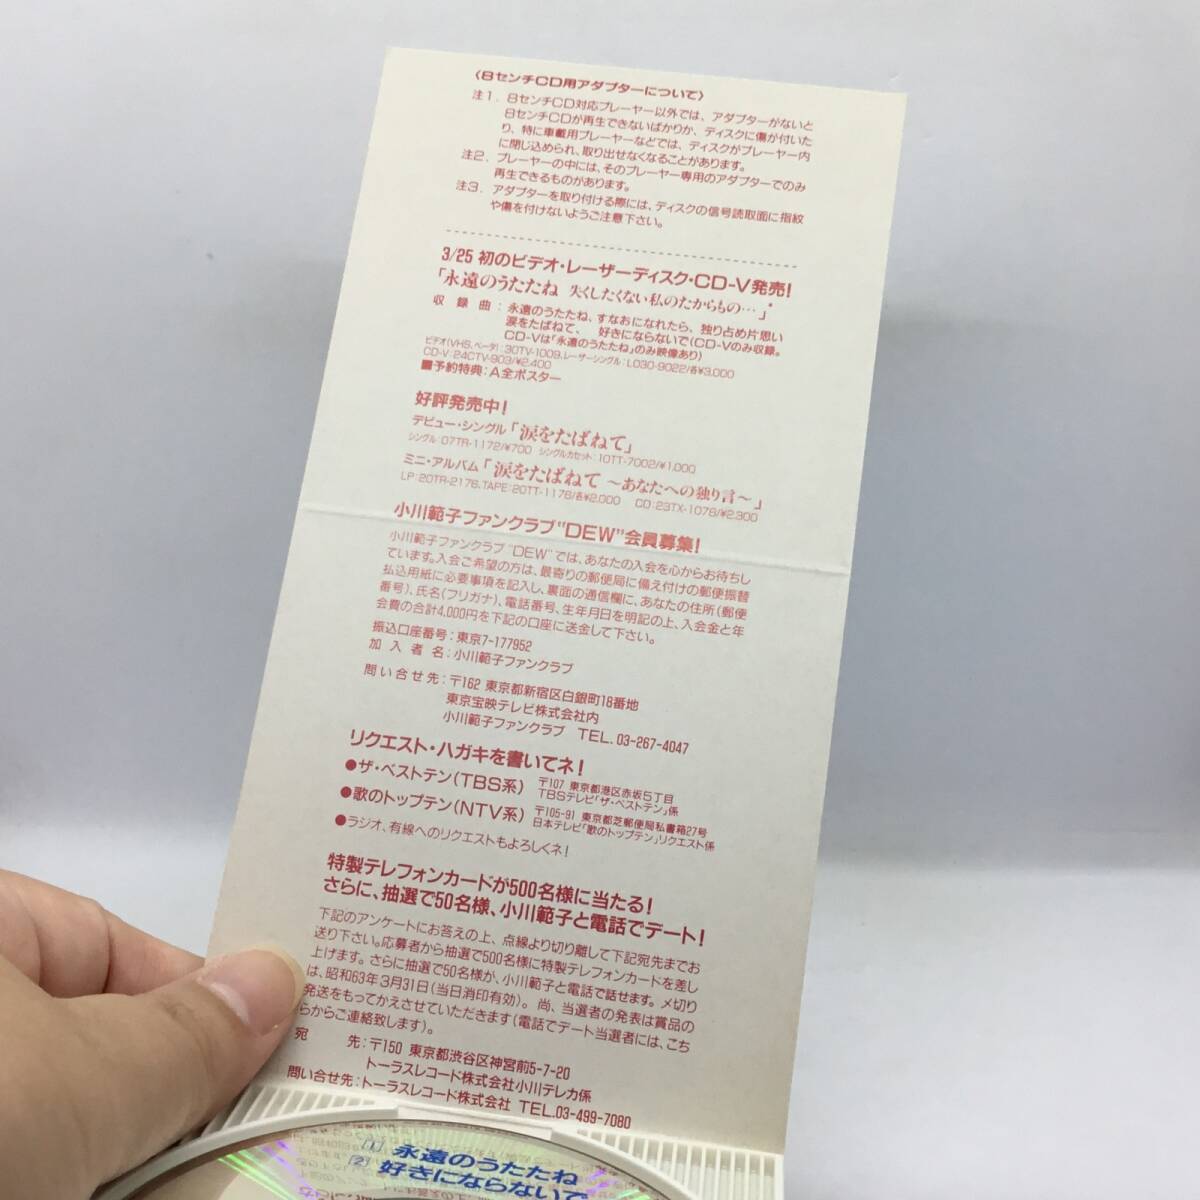 〈8センチCD用アダプターについて〉
注1．8センチCD対応プレーヤー以外では、アダプターがないと
8センチCDが再生できないばかりか、ディスクに傷が付いた
り、特に車載用プレーヤーなどでは、ディスクがプレーヤー内
に閉じ込められ、取り出せなくなることがあります。
注2．プレーヤーの中には、そのプレーヤー専用のアダプターでのみ
再生できるものがあります。
注3．アダプターを取り付ける際には、ディスクの信号読取面に指紋
や傷を付けないようご注意下さい。
3/25 初のビデオ・レーザーディスク・CD-V発売!
「永遠のうたたね 失くしたくない私のたからもの…」
収録曲：永遠のうたたね、すなおになれたら、独り占め片思い
涙をたばねて、 好きにならないで(CD-Vのみ収録。
CD-Vは「永遠のうたたね」のみ映像あり)
ビデオ(VHS、ベータ)：30TV-1009、レーザーシングル：L030-9022/各¥3,000
CD-V：24CTV-903/¥2,400
■予約特典：A全ポスター
好評発売中!
デビュー・シングル「涙をたばねて」
シングル：07TR-1172/¥700 シングルカセット：10TT-7002/¥1,000
ミニ・アルバム「涙をたばねて ～あなたへの独り言～」
LP：20TR-2176、TAPE：20TT-1176/各¥2,000 CD：23TX-1076/¥2,300
小川範子ファンクラブ"DEW"会員募集!
小川範子ファンクラブ"DEW"では、あなたの入会を心からお待ちし
ています。入会ご希望の方は、最寄りの郵便局に備え付けの郵便振替
払込用紙に必要事項を記入し、裏面の通信欄に、あなたの住所(郵便
番号)、氏名(フリガナ)、電話番号、生年月日を明記の上、入会金と年
会費の合計4,000円を下記の口座に送金して下さい。
振込口座番号：東京7-177952
加入者名：小川範子ファンクラブ
問い合せ先：〒162 東京都新宿区白銀町18番地
東京宝映テレビ株式会社内
小川範子ファンクラブ TEL.03-267-4047
リクエスト・ハガキを書いてネ!
●ザ・ベストテン(TBS系) 〒107 東京都港区赤坂5丁目
TBSテレビ「ザ・ベストテン」係
●歌のトップテン(NTV系) 〒105-91 東京都芝郵便局私書箱27号
日本テレビ「歌のトップテン」リクエスト係
●ラジオ、有線へのリクエストもよろしくネ!
特製テレフォンカードが500名様に当たる!
さらに、抽選で50名様、小川範子と電話でデート!
下記のアンケートにお答えの上、点線より切り離して下記宛先までお
送り下さい。応募者から抽選で500名様に特製テレフォンカードを差し
上げます。さらに抽選で50名様が、小川範子と電話で話せます。〆切り
は、昭和63年3月31日(当日消印有効)。尚、当選者の発表は賞品の
発送をもってかえさせていただきます(電話でデート当選者には、こち
らからご連絡致します)。
宛先：〒150 東京都渋谷区神宮前5-7-20
トーラスレコード株式会社小川テレカ係
問い合せ先：トーラスレコード株式会社 TEL.03-499-7080
[1] 永遠のうたたね
[2] 好きにならないで